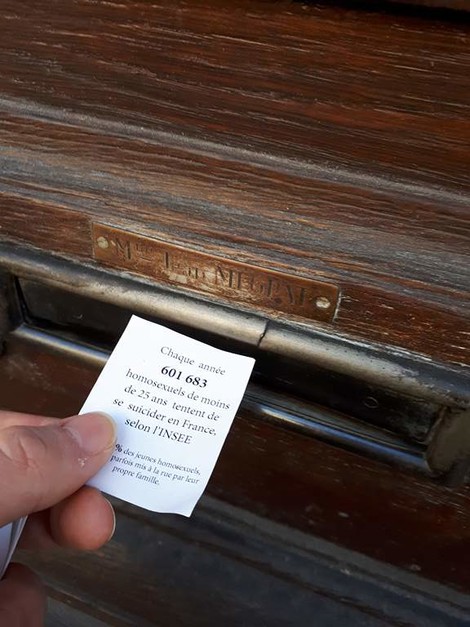 Chaque année
601 683
homosexuels de moins
de 25 ans tentent de
se suicider en France,
selon l'INSEE
% des jeunes homosexuels,
parfois mis à la rue par leur
propre famille.